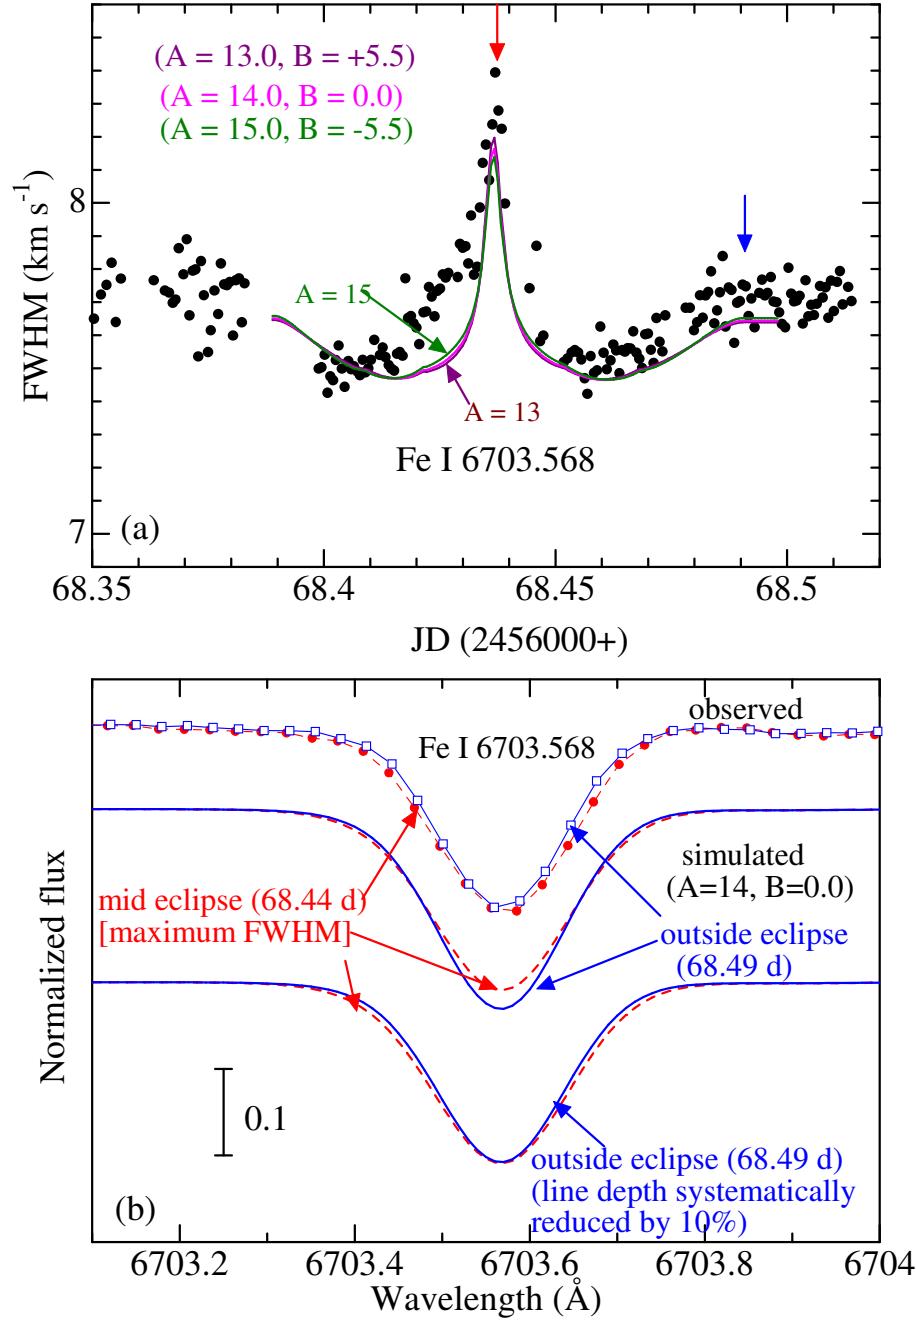 (A = 13.0, B = +5.5)
(A = 14.0, B = 0.0)
(A = 15.0, B = -5.5)
8
FWHM (km s-1)
A = 15
A = 13
Fe I 6703.568
7
(a)
68.35
68.4
68.45
68.5
JD (2456000+)
observed
Fe I 6703.568
simulated
(A=14, B=0.0)
mid eclipse (68.44 d)
[maximum FWHM]
outside eclipse
(68.49 d)
Normalized flux
0.1
outside eclipse (68.49 d)
(line depth systematically
reduced by 10%)
(b)
6703.2
6703.4
6703.6
6703.8
6704
Wavelength (Å)